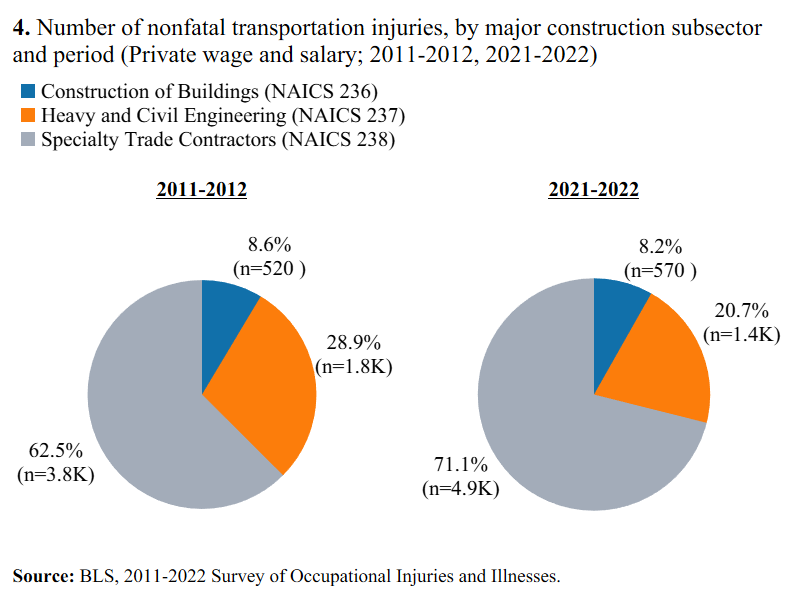 4. Number of nonfatal transportation injuries, by major construction subsector
and period (Private wage and salary; 2011-2012, 2021-2022)
Construction of Buildings (NAICS 236)
Heavy and Civil Engineering (NAICS 237)
Specialty Trade Contractors (NAICS 238)
2011-2012
8.6%
(n=520 )
28.9%
(n=1.8K)
62.5%
(n=3.8K)
2021-2022
8.2%
(n=570 )
20.7%
(n=1.4K)
71.1%
(n=4.9K)
Source: BLS, 2011-2022 Survey of Occupational Injuries and Illnesses.